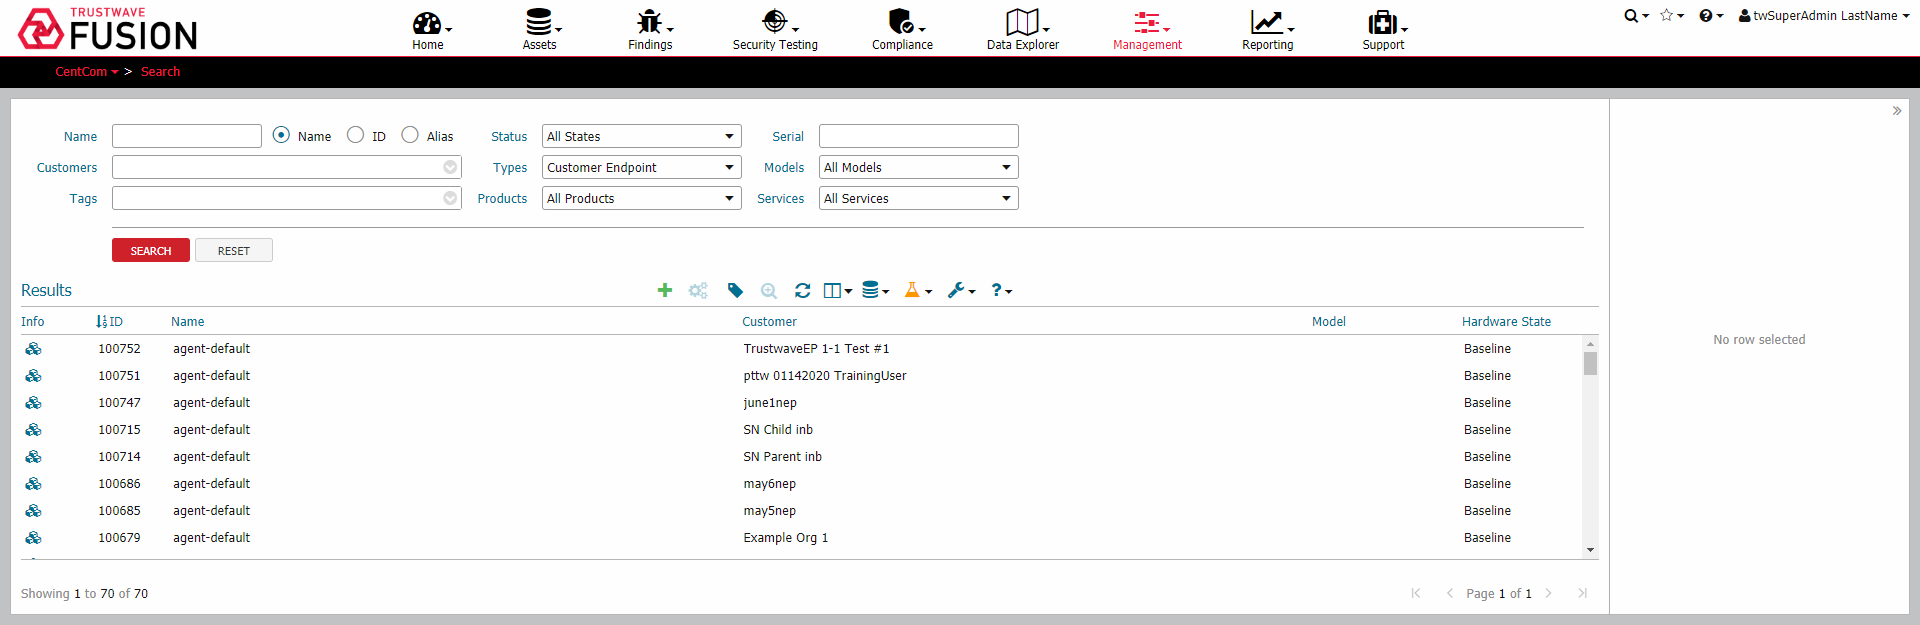 TRUSTWAVE
FUSION
Home
Assets
Findings
Security Testing
Compliance
Data Explorer
Management
Reporting
Support
twSuperAdmin LastName
CentCom > Search
Name Name ID Alias Status All States Serial
Customers Types Customer Endpoint Models All Models
Tags Products All Products Services All Services
SEARCH RESET
Results
?
Info ID Name Customer Model Hardware State
100752 agent-default TrustwaveEP 1-1 Test #1 Baseline
100751 agent-default pttw 01142020 TrainingUser Baseline
100747 agent-default june1nep Baseline
100715 agent-default SN Child inb Baseline
100714 agent-default SN Parent inb Baseline
100686 agent-default may6nep Baseline
100685 agent-default may5nep Baseline
100679 agent-default Example Org 1 Baseline
No row selected
Showing 1 to 70 of 70 Page 1 of 1